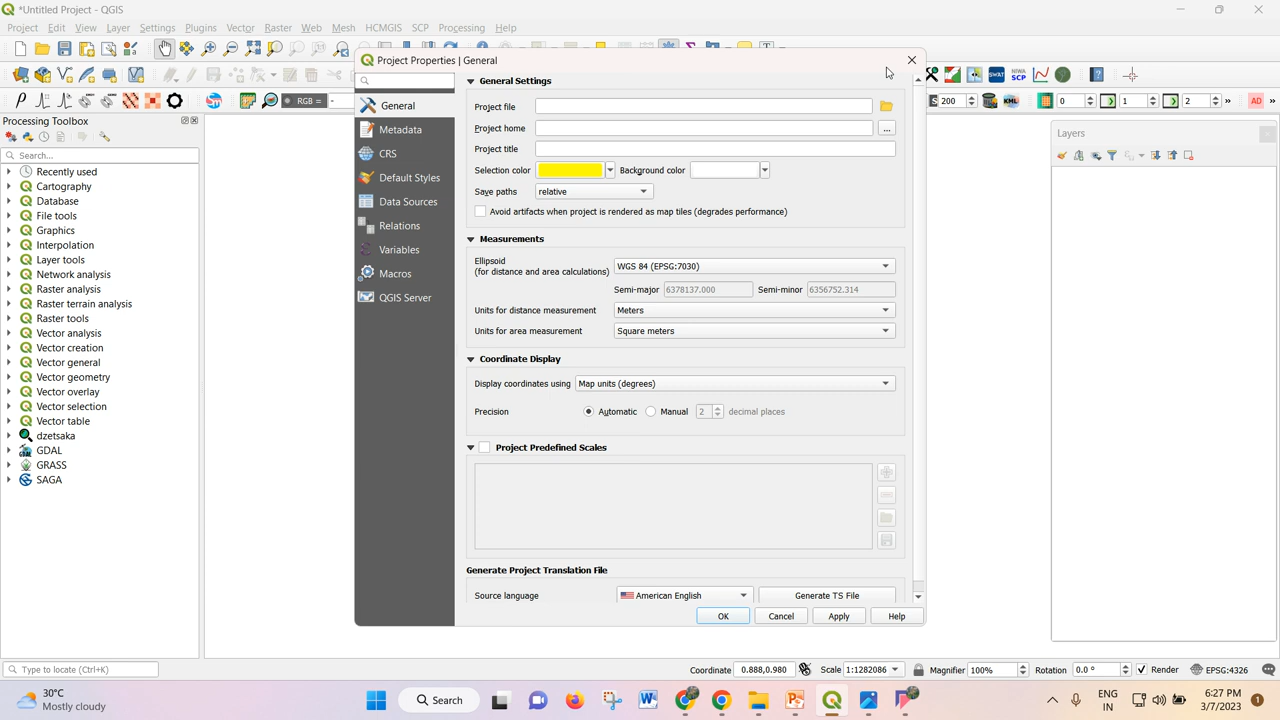 *Untitled Project - QGIS
Project Edit View Layer Settings Plugins Vector Raster Web Mesh HCMGIS SCP Processing Help
Project Properties | General
RGB =
S 200
KML
0
1
2
»
AD
»
SWAT
NIWA SCP
Processing Toolbox
Search...
Recently used
Cartography
Database
File tools
Graphics
Interpolation
Layer tools
Network analysis
Raster analysis
Raster terrain analysis
Raster tools
Vector analysis
Vector creation
Vector general
Vector geometry
Vector overlay
Vector selection
Vector table
dzetsaka
GDAL
GRASS
SAGA
General
Metadata
CRS
Default Styles
Data Sources
Relations
Variables
Macros
QGIS Server
General Settings
Project file
Project home ...
Project title
Selection color Background color
Save paths relative
Avoid artifacts when project is rendered as map tiles (degrades performance)
Measurements
Ellipsoid
(for distance and area calculations) WGS 84 (EPSG:7030)
Semi-major 6378137.000 Semi-minor 6356752.314
Units for distance measurement Meters
Units for area measurement Square meters
Coordinate Display
Display coordinates using Map units (degrees)
Precision Automatic Manual 2 decimal places
Project Predefined Scales
Generate Project Translation File
Source language American English Generate TS File
OK Cancel Apply Help
Layers
Type to locate (Ctrl+K)
Coordinate 0.888,0.980 Scale 1:1282086 Magnifier 100% Rotation 0.0 ° Render EPSG:4326
30°C
Mostly cloudy
Search
ENG
IN
6:27 PM
3/7/2023
1